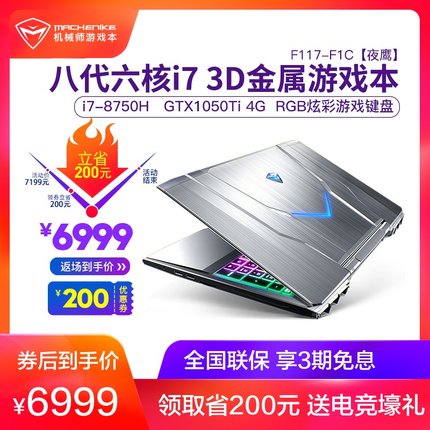 MACHENIKE
机械师游戏本
F117-F1C【夜鹰】
八代六核i7 3D金属游戏本
i7-8750H GTX1050Ti 4G RGB炫彩游戏键盘
立省
200元
活动价
7199元
领券立省
200元
活动
结束
¥6999
返场到手价
¥200 优惠券
券后到手价
¥6999
全国联保 享3期免息
领取省200元 送电竞壕礼